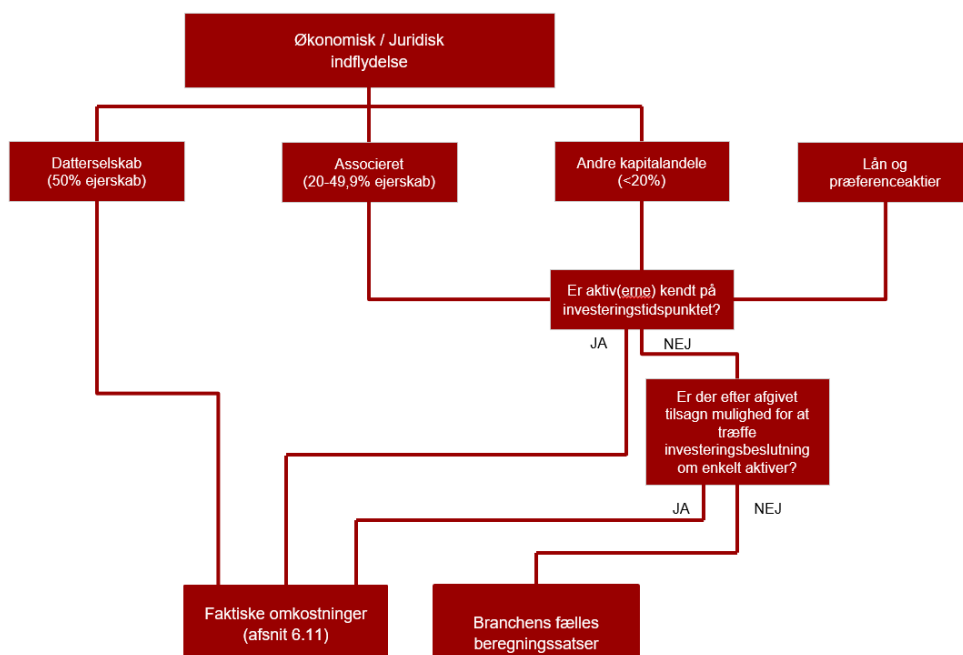 Økonomisk / Juridisk
indflydelse
Datterselskab
(50% ejerskab)
Associeret
(20-49,9% ejerskab)
Andre kapitalandele
(<20%)
Lån og
præferenceaktier
Er aktiv(erne) kendt på
investeringstidspunktet?
JA
NEJ
Er der efter afgivet
tilsagn mulighed for at
træffe
investeringsbeslutning
om enkelt aktiver?
JA
NEJ
Faktiske omkostninger
(afsnit 6.11)
Branchens fælles
beregningssatser